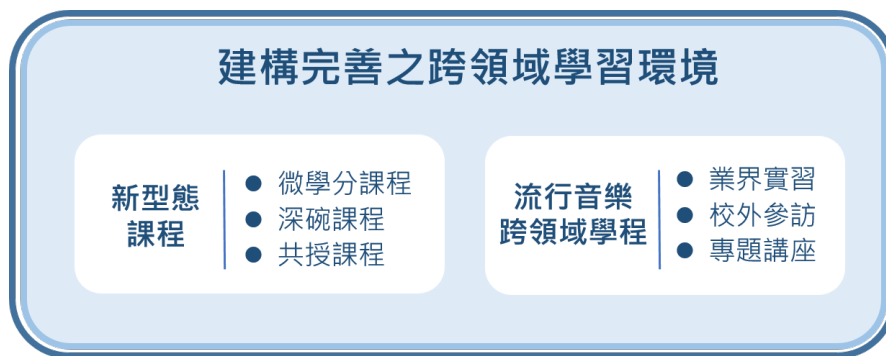 建構完善之跨領域學習環境
新型態
課程
● 微學分課程
● 深碗課程
● 共授課程
流行音樂
跨領域學程
● 業界實習
● 校外參訪
● 專題講座